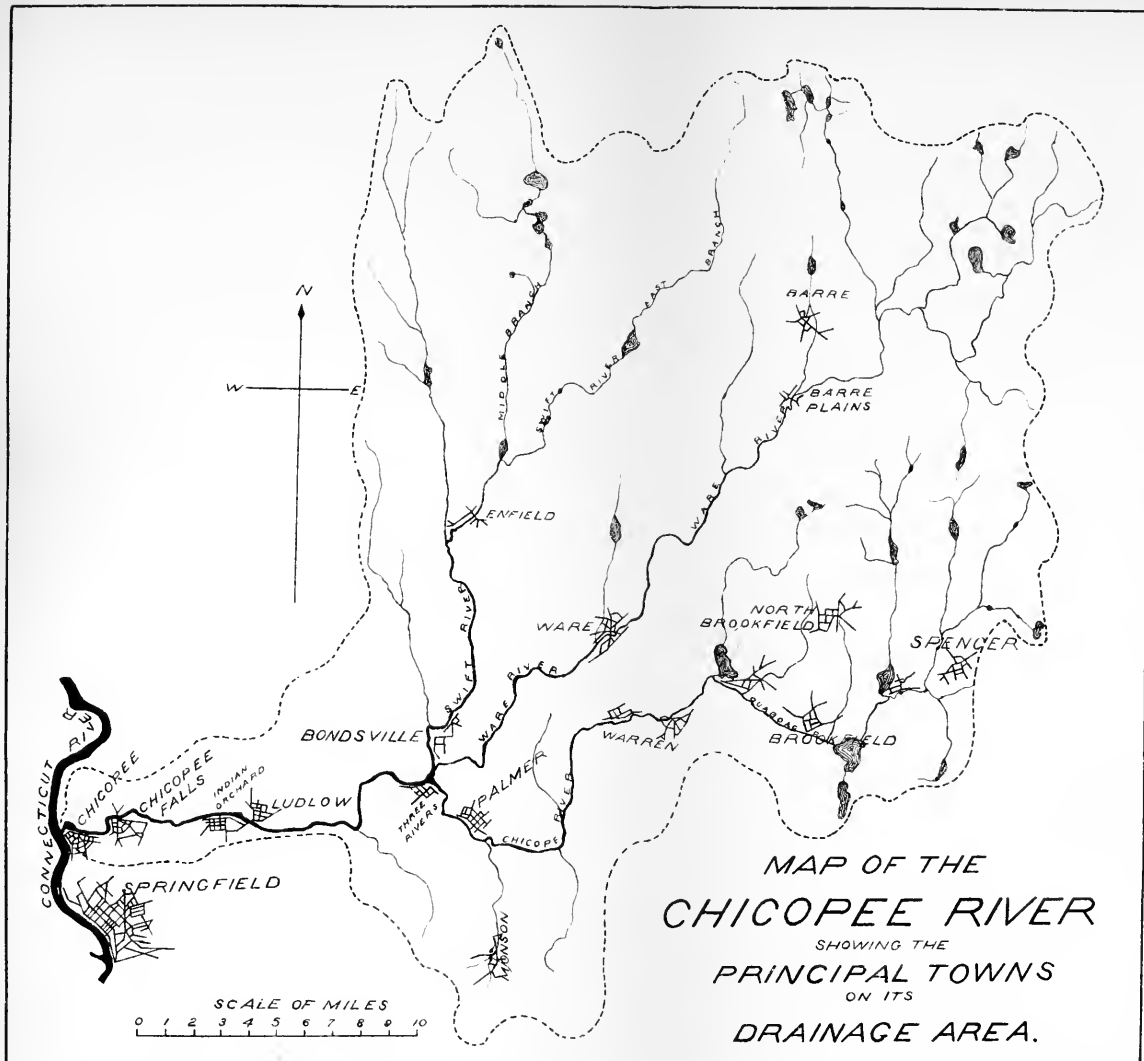 N
W E
MIDDLE BRANCH
SWIFT RIVER EAST BRANCH
BARRE
BARRE
PLAINS
WARE RIVER
ENFIELD
SWIFT RIVER
WARE
WARE RIVER
NORTH
BROOKFIELD
SPENCER
BONDSVILLE
WARREN
BROOKFIELD
CONNECTICUT RIVER
CHICOPEE
CHICOPEE
FALLS
INDIAN
ORCHARD
LUDLOW
THREE
RIVERS
PALMER
CHICOPE RIVER
SPRINGFIELD
MONSON
MAP OF THE
CHICOPEE RIVER
SHOWING THE
PRINCIPAL TOWNS
ON ITS
DRAINAGE AREA.
SCALE OF MILES
0 1 2 3 4 5 6 7 8 10